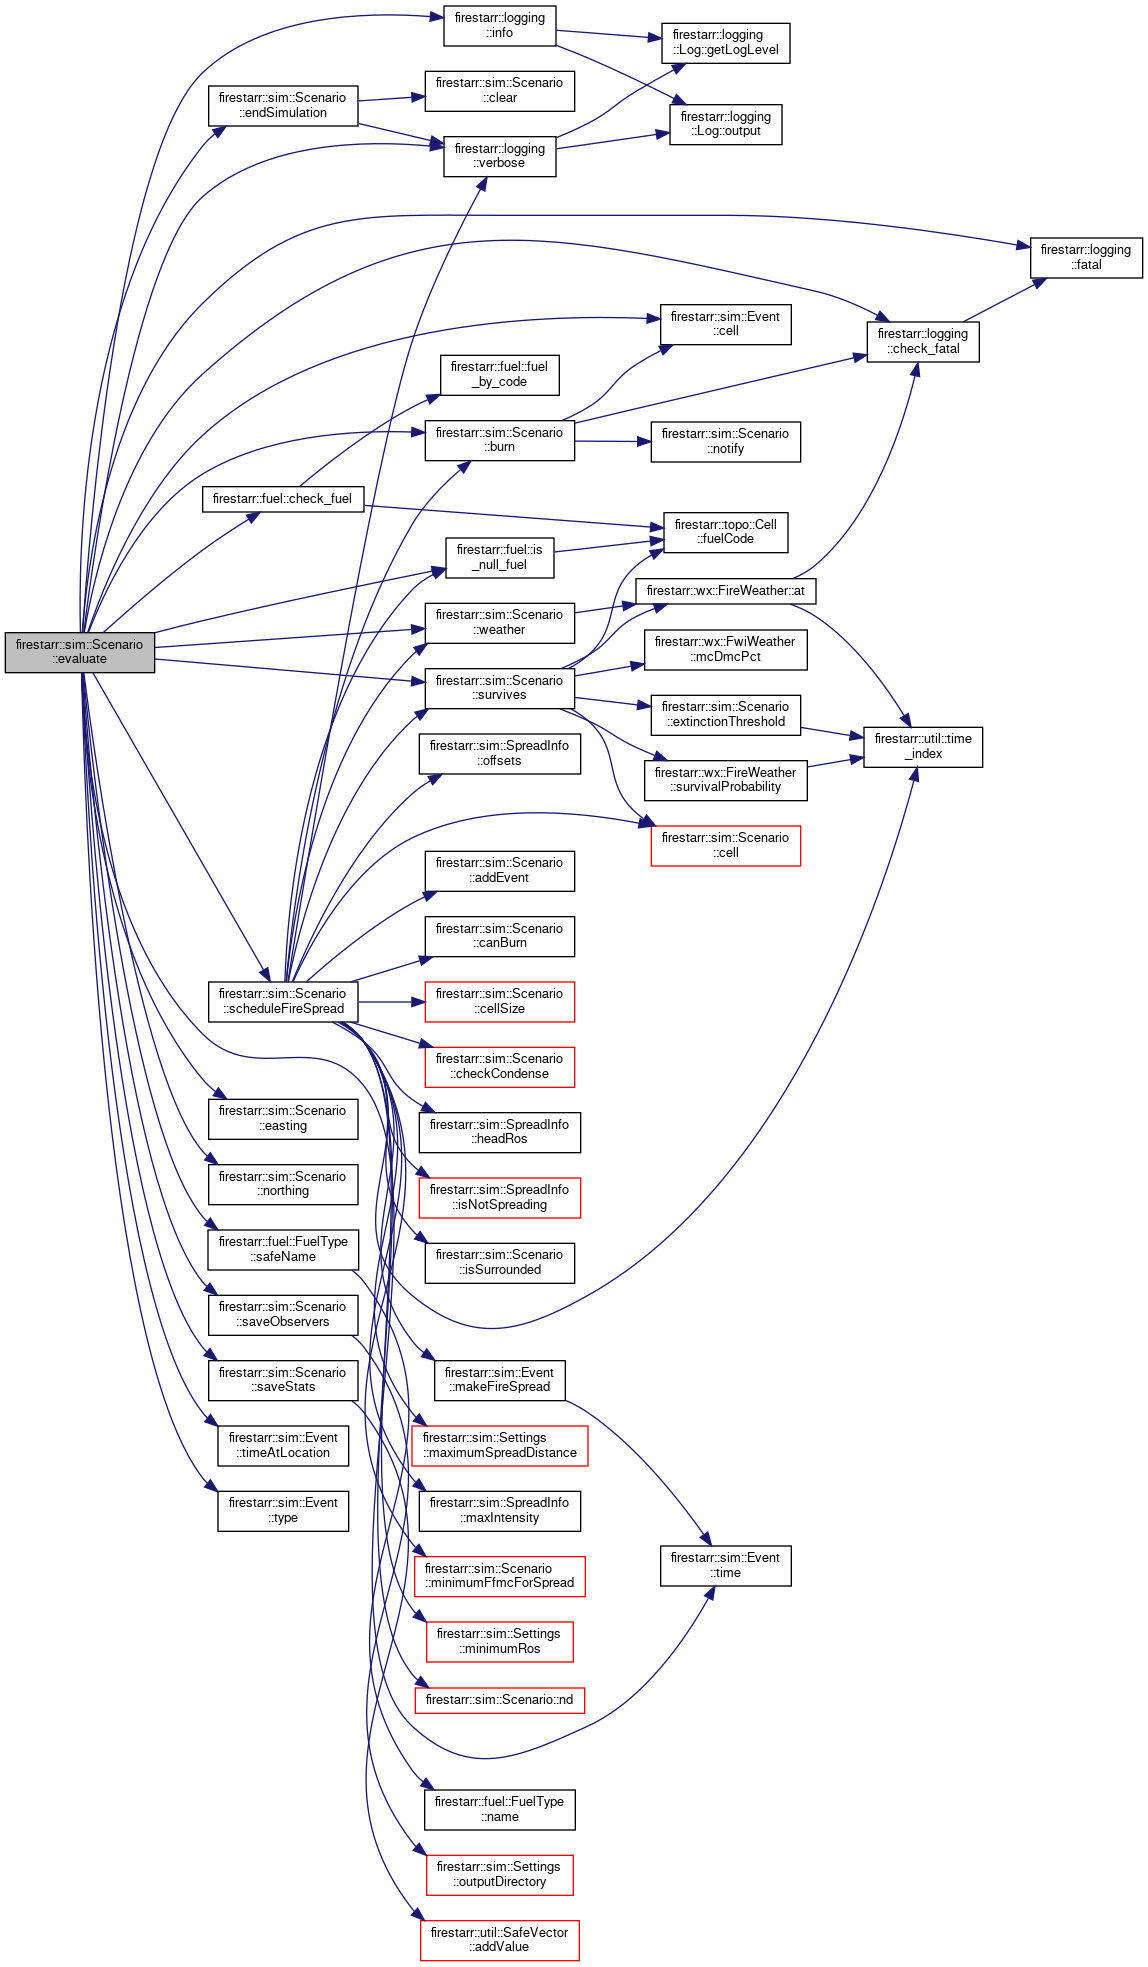 firestarr::logging
::info
firestarr::logging
::Log::getLogLevel
firestarr::sim::Scenario
::clear
firestarr::sim::Scenario
::endSimulation
firestarr::logging
::Log::output
firestarr::logging
::verbose
firestarr::logging
::fatal
firestarr::sim::Event
::cell
firestarr::logging
::check_fatal
firestarr::fuel::fuel
_by_code
firestarr::sim::Scenario
::burn
firestarr::sim::Scenario
::notify
firestarr::fuel::check_fuel
firestarr::topo::Cell
::fuelCode
firestarr::fuel::is
_null_fuel
firestarr::wx::FireWeather::at
firestarr::sim::Scenario
::weather
firestarr::sim::Scenario
::evaluate
firestarr::wx::FwiWeather
::mcDmcPct
firestarr::sim::Scenario
::survives
firestarr::sim::Scenario
::extinctionThreshold
firestarr::util::time
_index
firestarr::sim::SpreadInfo
::offsets
firestarr::wx::FireWeather
::survivalProbability
firestarr::sim::Scenario
::cell
firestarr::sim::Scenario
::addEvent
firestarr::sim::Scenario
::canBurn
firestarr::sim::Scenario
::scheduleFireSpread
firestarr::sim::Scenario
::cellSize
firestarr::sim::Scenario
::checkCondense
firestarr::sim::Scenario
::easting
firestarr::sim::SpreadInfo
::headRos
firestarr::sim::Scenario
::northing
firestarr::sim::SpreadInfo
::isNotSpreading
firestarr::fuel::FuelType
::safeName
firestarr::sim::Scenario
::isSurrounded
firestarr::sim::Scenario
::saveObservers
firestarr::sim::Scenario
::saveStats
firestarr::sim::Event
::makeFireSpread
firestarr::sim::Event
::timeAtLocation
firestarr::sim::Settings
::maximumSpreadDistance
firestarr::sim::Event
::type
firestarr::sim::SpreadInfo
::maxIntensity
firestarr::sim::Event
::time
firestarr::sim::Scenario
::minimumFfmcForSpread
firestarr::sim::Settings
::minimumRos
firestarr::sim::Scenario::nd
firestarr::fuel::FuelType
::name
firestarr::sim::Settings
::outputDirectory
firestarr::util::SafeVector
::addValue